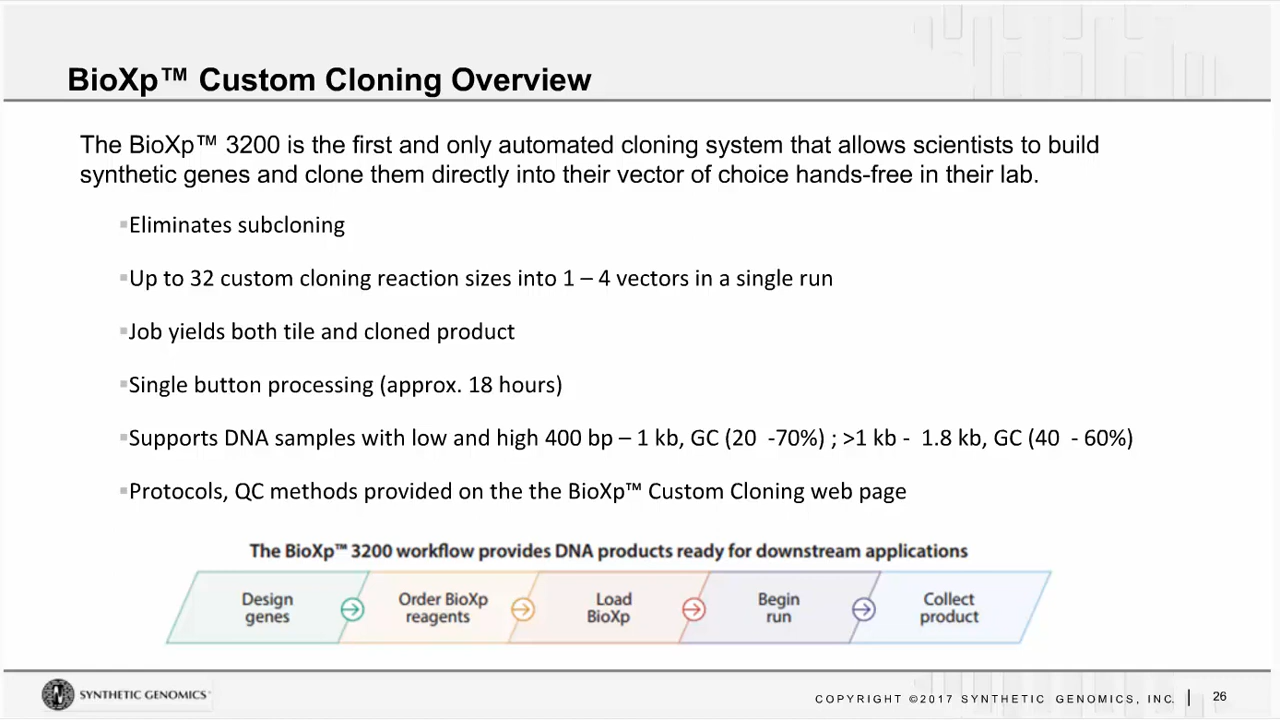 BioXp™ Custom Cloning Overview
The BioXp™ 3200 is the first and only automated cloning system that allows scientists to build
synthetic genes and clone them directly into their vector of choice hands-free in their lab.
▪Eliminates subcloning
▪Up to 32 custom cloning reaction sizes into 1 – 4 vectors in a single run
▪Job yields both tile and cloned product
▪Single button processing (approx. 18 hours)
▪Supports DNA samples with low and high 400 bp – 1 kb, GC (20  -70%) ; >1 kb -  1.8 kb, GC (40  - 60%)
▪Protocols, QC methods provided on the the BioXp™ Custom Cloning web page
The BioXp™ 3200 workflow provides DNA products ready for downstream applications
Design
genes
Order BioXp
reagents
Load
BioXp
Begin
run
Collect
product
SYNTHETIC GENOMICS
COPYRIGHT ©2017 SYNTHETIC GENOMICS, INC. | 26